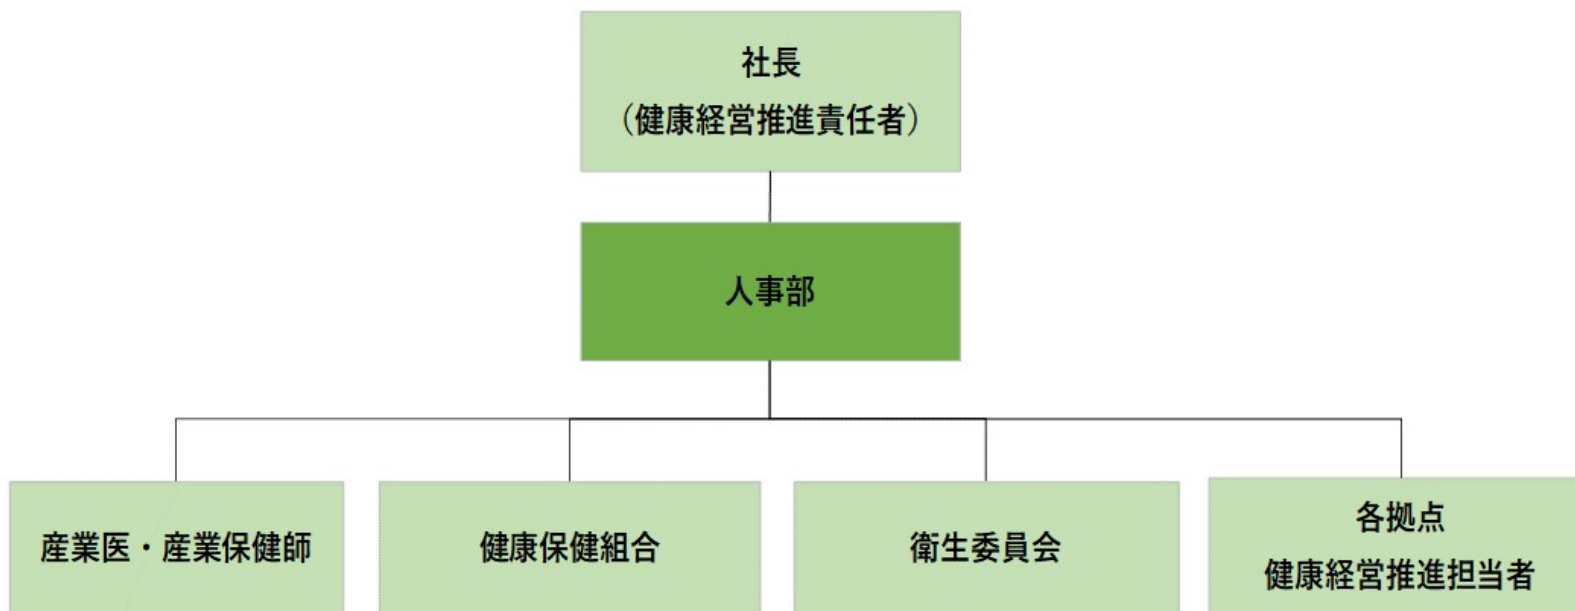 社長
（健康経営推進責任者）
人事部
産業医・産業保健師
健康保健組合
衛生委員会
各拠点
健康経営推進担当者